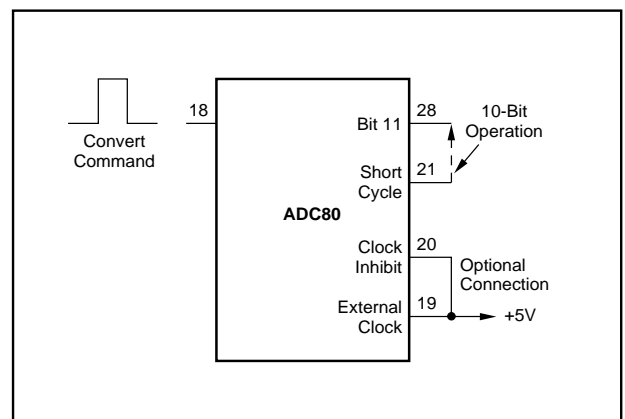 18
Convert
Command
ADC80
Bit 11
28
10-Bit
Operation
Short
Cycle
21
Clock
Inhibit
20
Optional
Connection
External
Clock
19
+5V